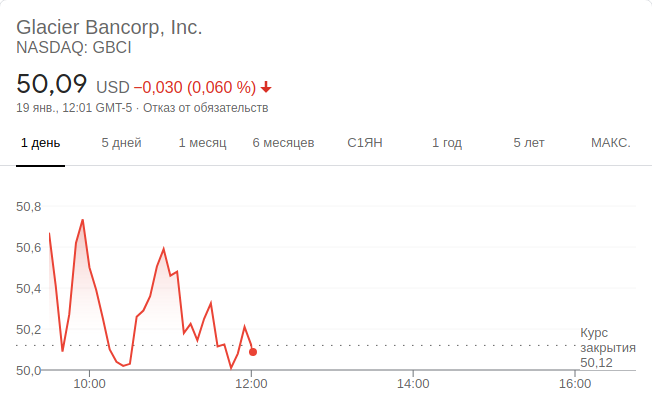 Glacier Bancorp, Inc.
NASDAQ: GBCI
50,09 USD −0,030 (0,060 %)
19 янв., 12:01 GMT-5 · Отказ от обязательств
1 день 5 дней 1 месяц 6 месяцев С1ЯН 1 год 5 лет МАКС.
50,8
50,6
50,4
50,2
50,0
Курс
закрытия
50,12
10:00 12:00 14:00 16:00